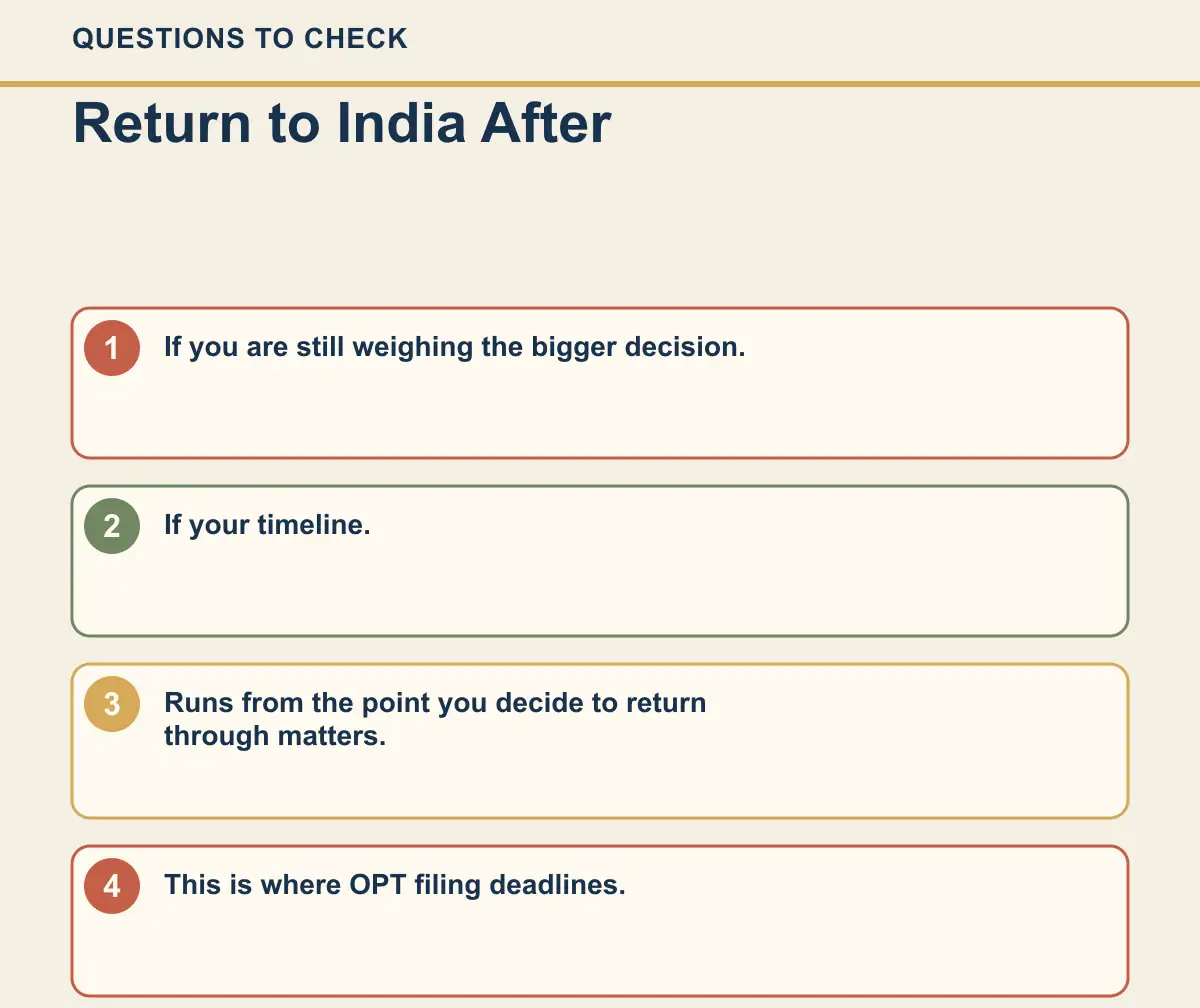 QUESTIONS TO CHECK
Return to India After
1 If you are still weighing the bigger decision.
2 If your timeline.
3 Runs from the point you decide to return
through matters.
4 This is where OPT filing deadlines.